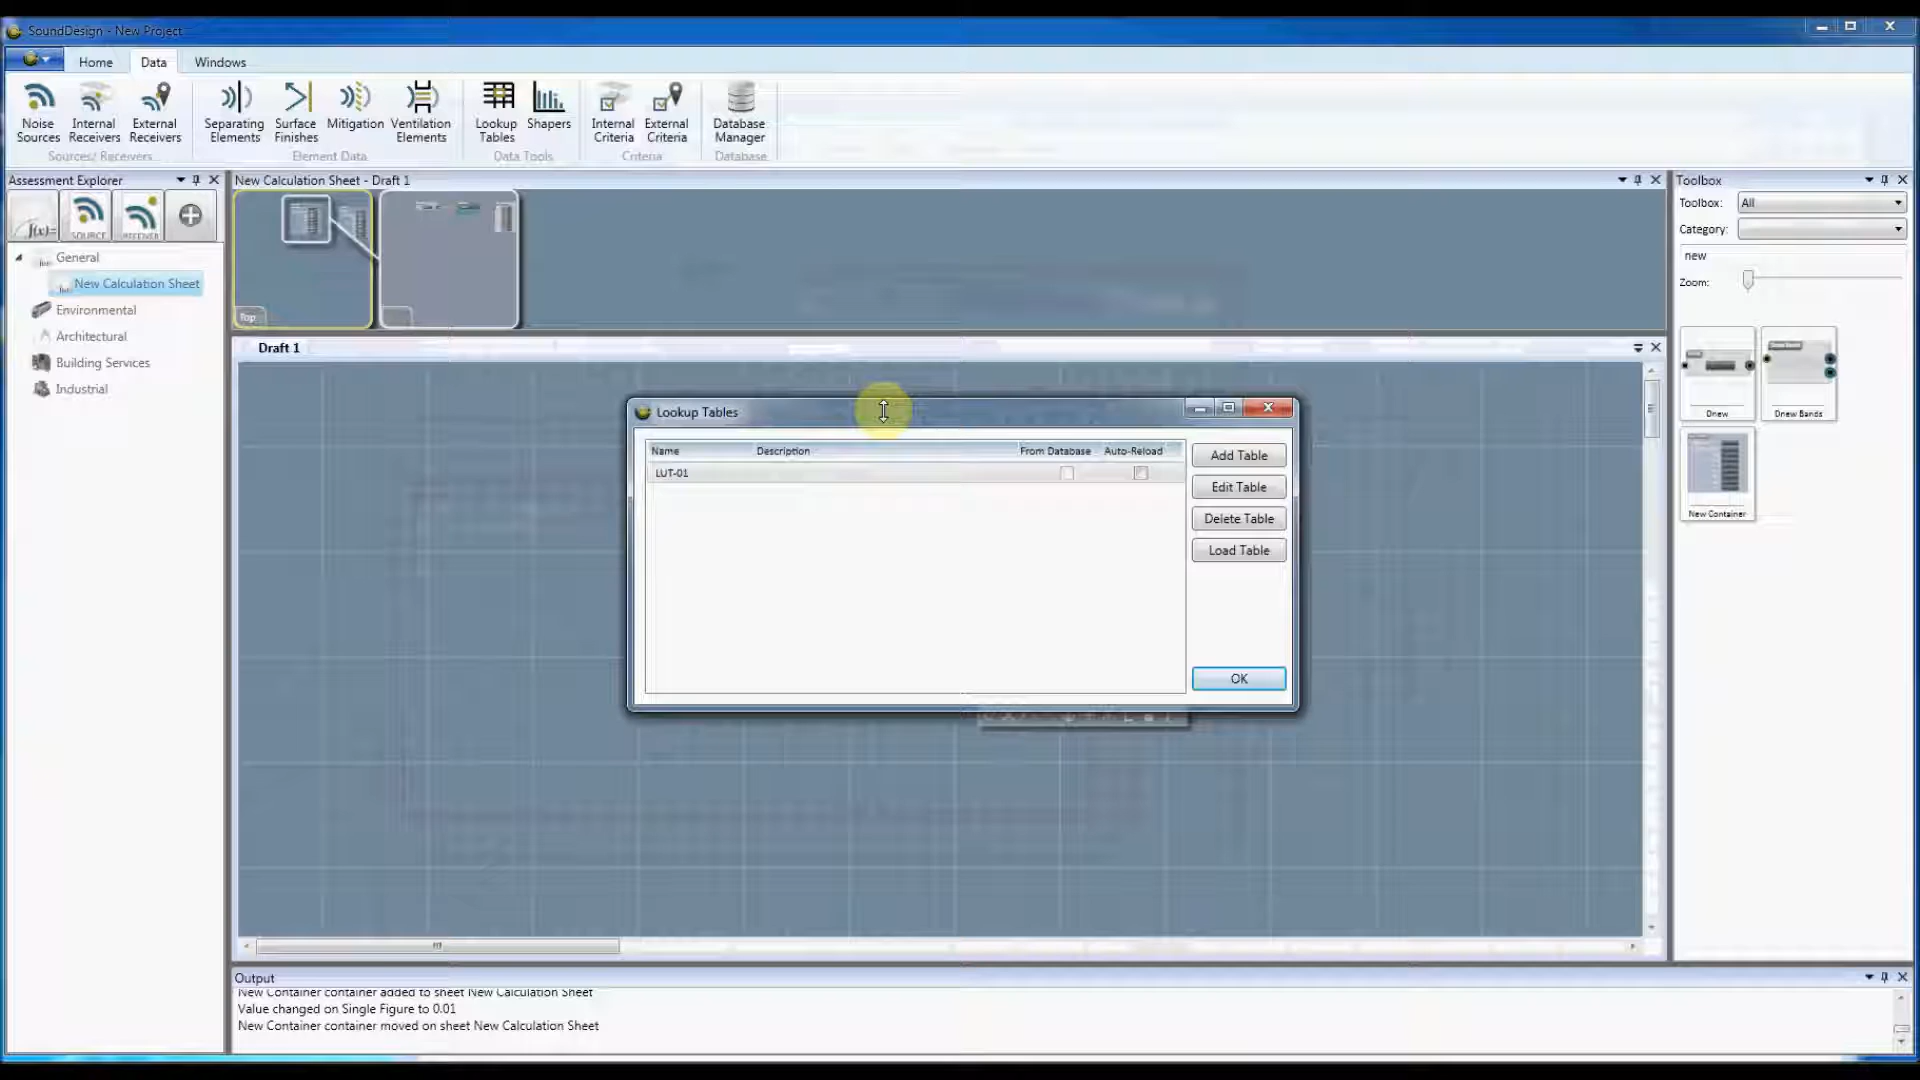 SoundDesign - New Project
Home
Data
Windows
Noise Sources
Internal Receivers
External Receivers
Separating Elements
Surface Finishes
Mitigation
Ventilation Elements
Lookup Tables
Shapers
Internal Criteria
External Criteria
Database Manager
Sources/ Receivers...
Element Data
Data Tools
Criteria
Database
Assessment Explorer
f(x)=
SOURCE
RECEIVER
General
New Calculation Sheet
Environmental
Architectural
Building Services
Industrial
New Calculation Sheet - Draft 1
Top
Draft 1
Lookup Tables
Name
Description
From Database
Auto-Reload
LUT-01
Add Table
Edit Table
Delete Table
Load Table
OK
Toolbox
Toolbox: All
Category:
new
Zoom:
Dnew
Dnew Bands
New Container
Output
New Container container added to sheet New Calculation Sheet
Value changed on Single Figure to 0.01
New Container container moved on sheet New Calculation Sheet